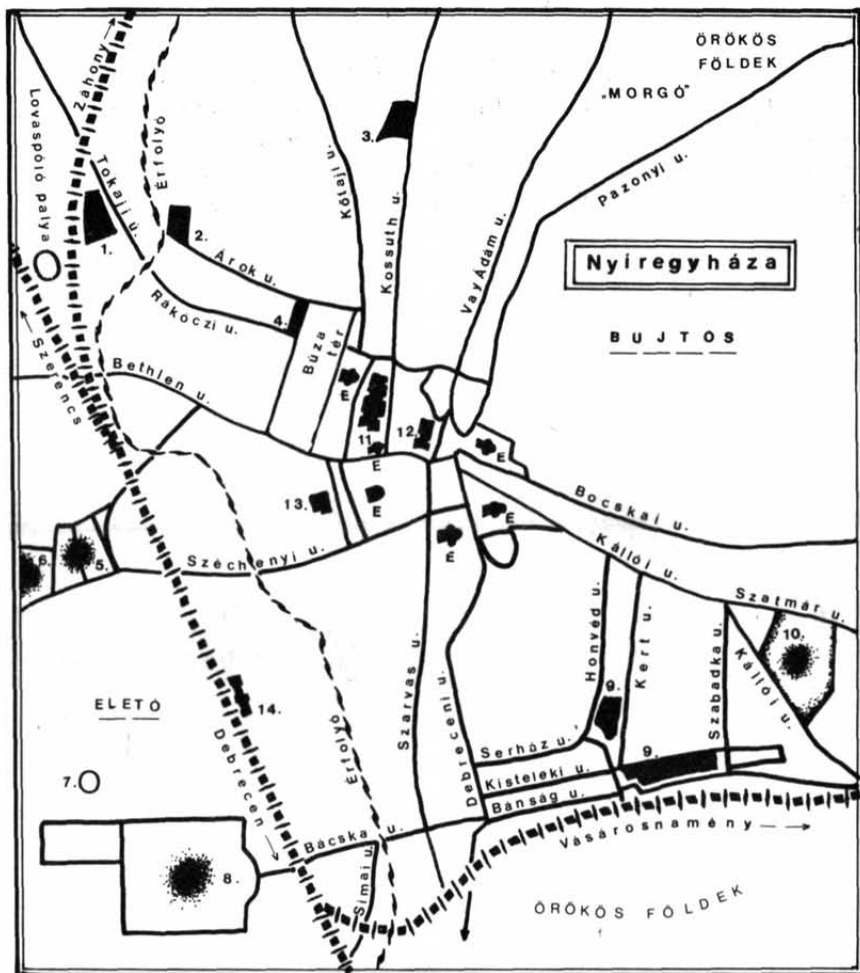 ÖRÖKÖS
FÖLDEK
„MORGÓ"
Záhony
Lovaspóló pálya
Tokaji ú.
Érfolyó
3.
Kótaji u.
Kossuth u.
Vay Ádám u.
Pazonyi u.
1.
2.
Árok u.
Nyíregyháza
BUJTOS
Rákóczi u.
4.
Búza tér
Szerencs
Bethlen u.
E
11.
12.
E
E
13.
E
E
E
Bocskai u.
Kállói u.
6.
5.
Széchenyi u.
Szatmár u.
10.
Honvéd u.
Kert u.
Szabadka u.
Kállói u.
ELETÓ
14.
Érfolyó
Szarvas u.
Debreceni u.
9.
Serház u.
9.
Kisteleki u.
Bánság u.
7.
Debrecen
Vásárosnamény
Bácska u.
8.
Simai u.
ÖRÖKÖS FÖLDEK